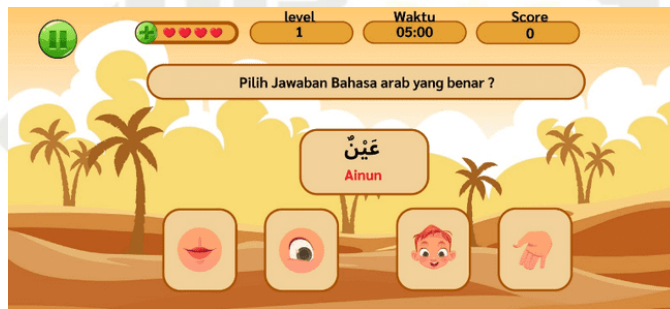 level
1
Waktu
05:00
Score
0
Pilih Jawaban Bahasa arab yang benar ?
عَيْنٌ
Ainun